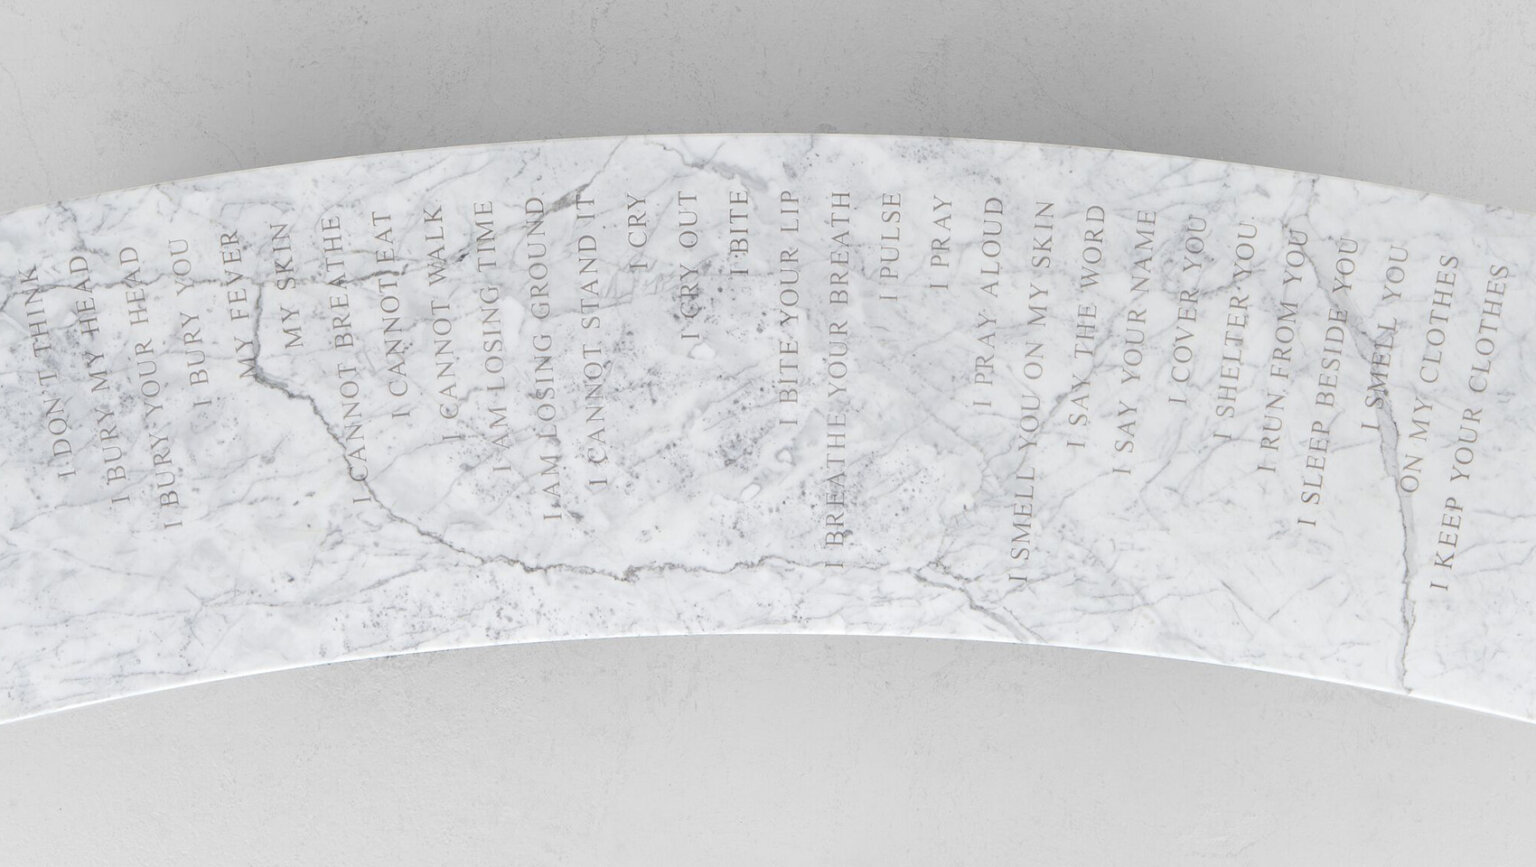 I DON'T THINK
I BURY MY HEAD
I BURY YOUR HEAD
I BURY YOU
MY FEVER
MY SKIN
I CANNOT BREATHE
I CANNOT EAT
I CANNOT WALK
I AM LOSING TIME
I AM LOSING GROUND
I CANNOT STAND IT
I CRY
I CRY OUT
I BITE
I BITE YOUR LIP
I BREATHE YOUR BREATH
I PULSE
I PRAY
I PRAY ALOUD
I SMELL YOU ON MY SKIN
I SAY THE WORD
I SAY YOUR NAME
I COVER YOU
I SHELTER YOU
I RUN FROM YOU
I SLEEP BESIDE YOU
I SMELL YOU
ON MY CLOTHES
I KEEP YOUR CLOTHES